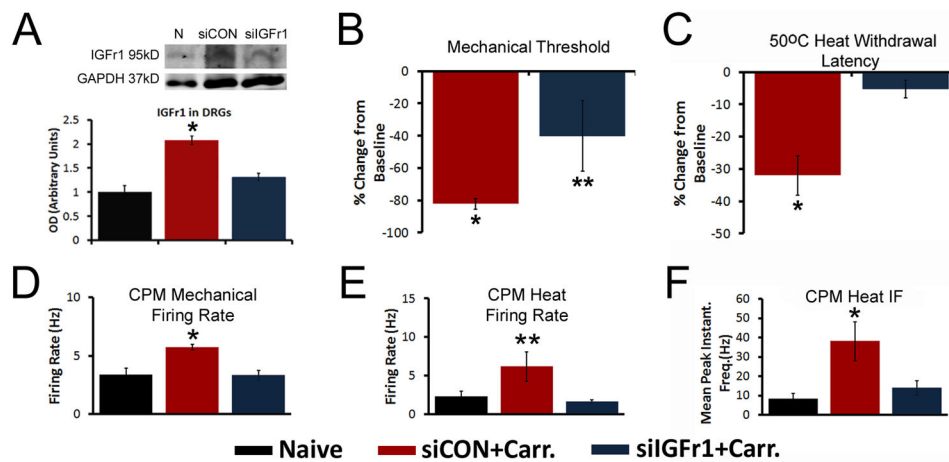 A
N siCON siIGFr1
IGFr1 95kD
GAPDH 37kD
IGFr1 in DRGs
OD (Arbitrary Units)
2.5
2
1.5
1
0.5
0
*
B
Mechanical Threshold
% Change from
Baseline
0
-20
-40
-60
-80
-100
*
**
C
50ºC Heat Withdrawal
Latency
% Change from
Baseline
0
-10
-20
-30
-40
-50
*
D
CPM Mechanical
Firing Rate
Firing Rate (Hz)
10
5
0
*
E
CPM Heat
Firing Rate
Firing Rate (Hz)
15
10
5
0
**
F
CPM Heat IF
Mean Peak Instant.
Freq.(Hz)
60
50
40
30
20
10
0
*
Naive siCON+Carr. siIGFr1+Carr.